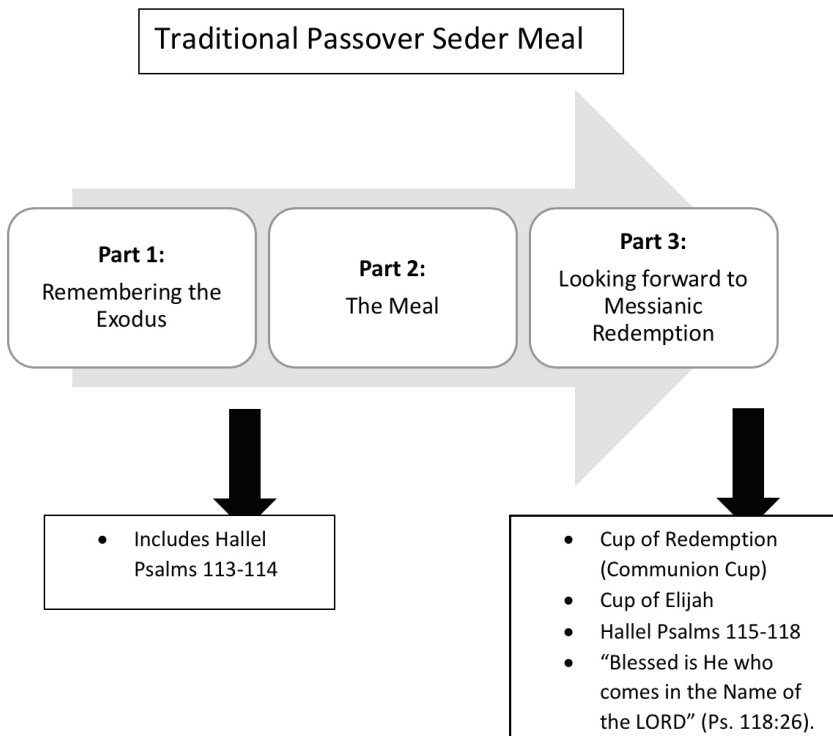 Traditional Passover Seder Meal
Part 1:
Remembering the
Exodus
Part 2:
The Meal
Part 3:
Looking forward to
Messianic
Redemption
• Includes Hallel
Psalms 113-114
• Cup of Redemption
(Communion Cup)
• Cup of Elijah
• Hallel Psalms 115-118
• “Blessed is He who
comes in the Name of
the LORD” (Ps. 118:26).